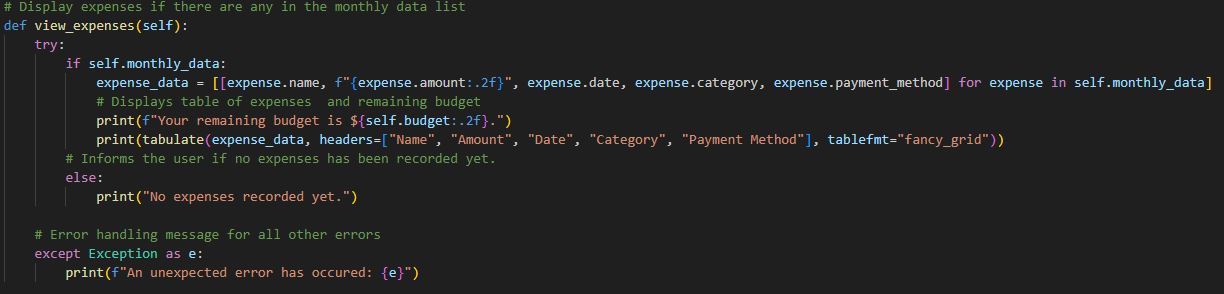 # Display expenses if there are any in the monthly data list
def view_expenses(self):
    try:
        if self.monthly_data:
            expense_data = [[expense.name, f"{expense.amount:.2f}", expense.date, expense.category, expense.payment_method] for expense in self.monthly_data]
            # Displays table of expenses  and remaining budget
            print(f"Your remaining budget is ${self.budget:.2f}.")
            print(tabulate(expense_data, headers=["Name", "Amount", "Date", "Category", "Payment Method"], tablefmt="fancy_grid"))
        # Informs the user if no expenses has been recorded yet.
        else:
            print("No expenses recorded yet.")

    # Error handling message for all other errors
    except Exception as e:
        print(f"An unexpected error has occured: {e}")